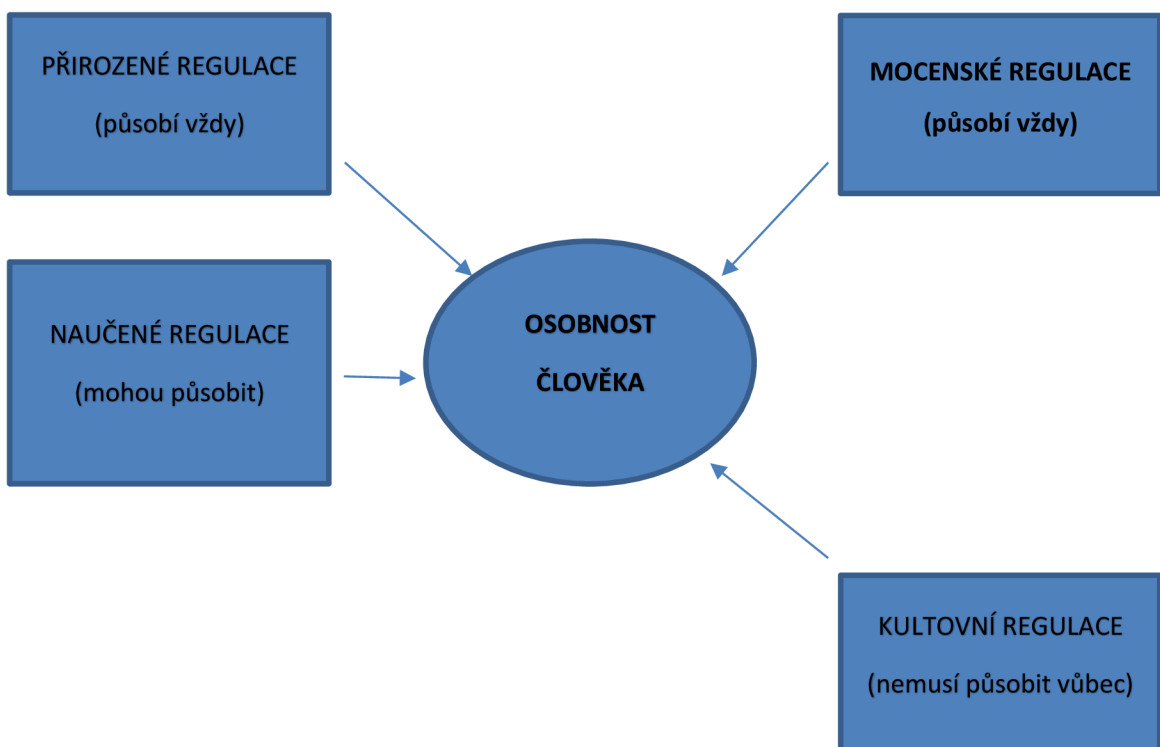 PŘIROZENÉ REGULACE
(působí vždy)
MOCENSKÉ REGULACE
(působí vždy)
NAUČENÉ REGULACE
(mohou působit)
OSOBNOST
ČLOVĚKA
KULTOVNÍ REGULACE
(nemusí působit vůbec)